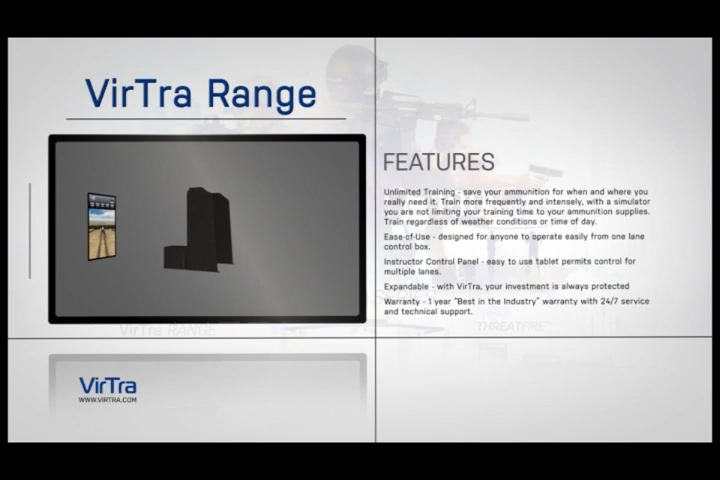 VirTra Range
FEATURES
Unlimited Training - save your ammunition for when and where you
really need it. Train more frequently and intensely, with a simulator
you are not limiting your training time to your ammunition supplies.
Train regardless of weather conditions or time of day.
Ease-of-Use - designed for anyone to operate easily from one lane
control box.
Instructor Control Panel - easy to use tablet permits control for
multiple lanes.
Expandable - with VirTra, your investment is always protected
Warranty - 1 year "Best in the Industry" warranty with 24/7 service
and technical support.
SERIES
VirTra RANGE
THREATFIRE™
VirTra
WWW.VIRTRA.COM